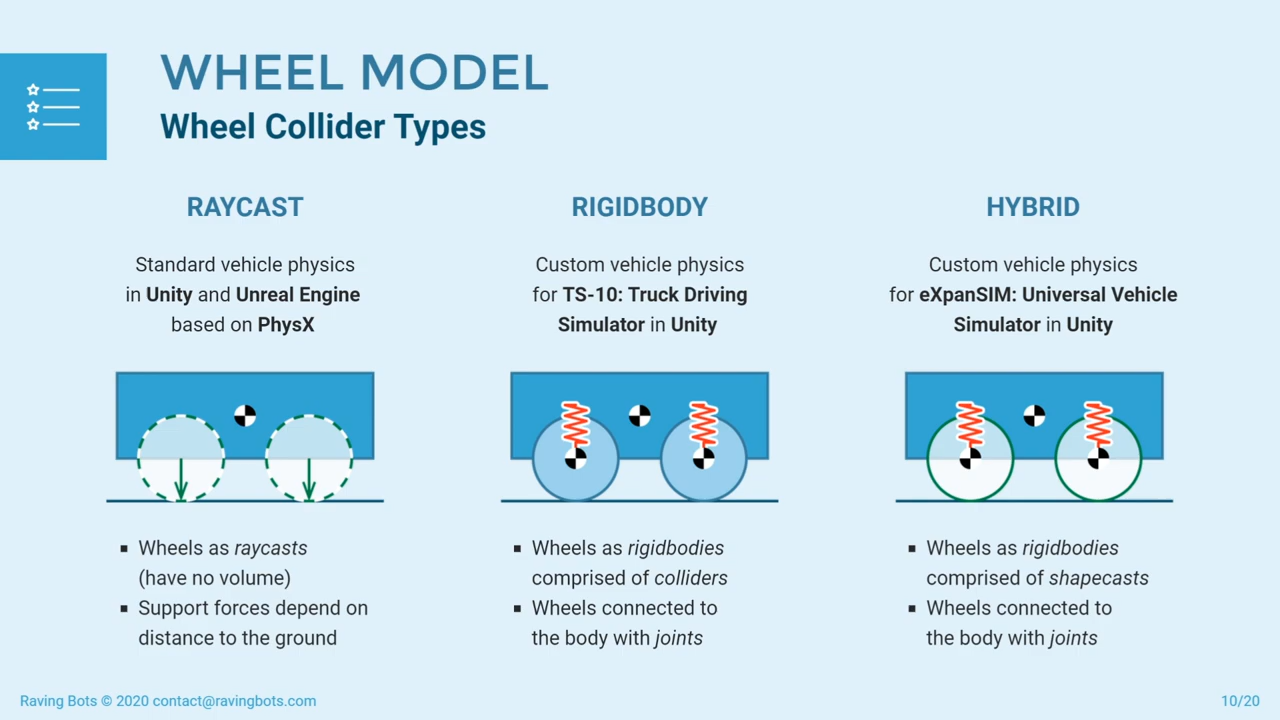 WHEEL MODEL
Wheel Collider Types
RAYCAST
Standard vehicle physics
in Unity and Unreal Engine
based on PhysX
▪ Wheels as raycasts
(have no volume)
▪ Support forces depend on
distance to the ground
RIGIDBODY
Custom vehicle physics
for TS-10: Truck Driving
Simulator in Unity
▪ Wheels as rigidbodies
comprised of colliders
▪ Wheels connected to
the body with joints
HYBRID
Custom vehicle physics
for eXpanSIM: Universal Vehicle
Simulator in Unity
▪ Wheels as rigidbodies
comprised of shapecasts
▪ Wheels connected to
the body with joints
Raving Bots © 2020 contact@ravingbots.com
10/20